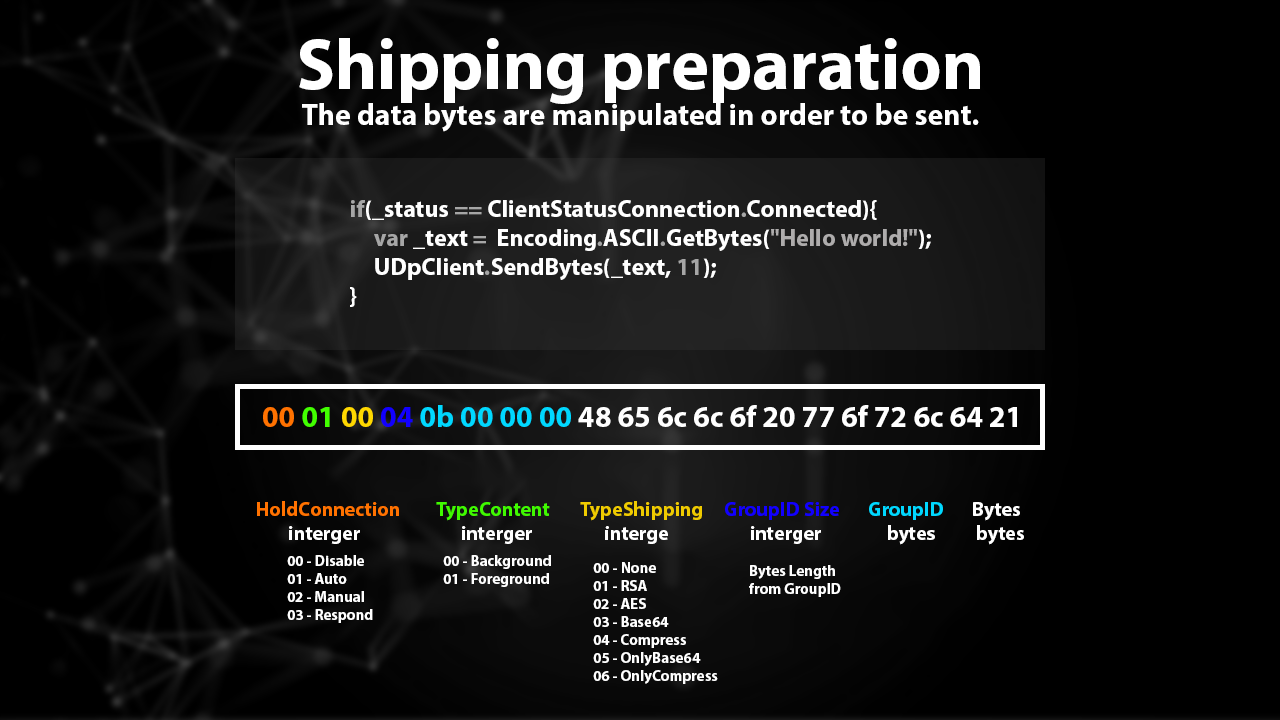 Shipping preparation
The data bytes are manipulated in order to be sent.
if(_status == ClientStatusConnection.Connected){
var _text = Encoding.ASCII.GetBytes("Hello world!");
UDpClient.SendBytes(_text, 11);
}
00 01 00 04 0b 00 00 00 48 65 6c 6c 6f 20 77 6f 72 6c 64 21
HoldConnection TypeContent TypeShipping GroupID Size GroupID Bytes
interger interger interge interger bytes bytes
00 - Disable
01 - Auto
02 - Manual
03 - Respond
00 - Background
01 - Foreground
00 - None
01 - RSA
02 - AES
03 - Base64
04 - Compress
05 - OnlyBase64
06 - OnlyCompress
Bytes Length
from GroupID